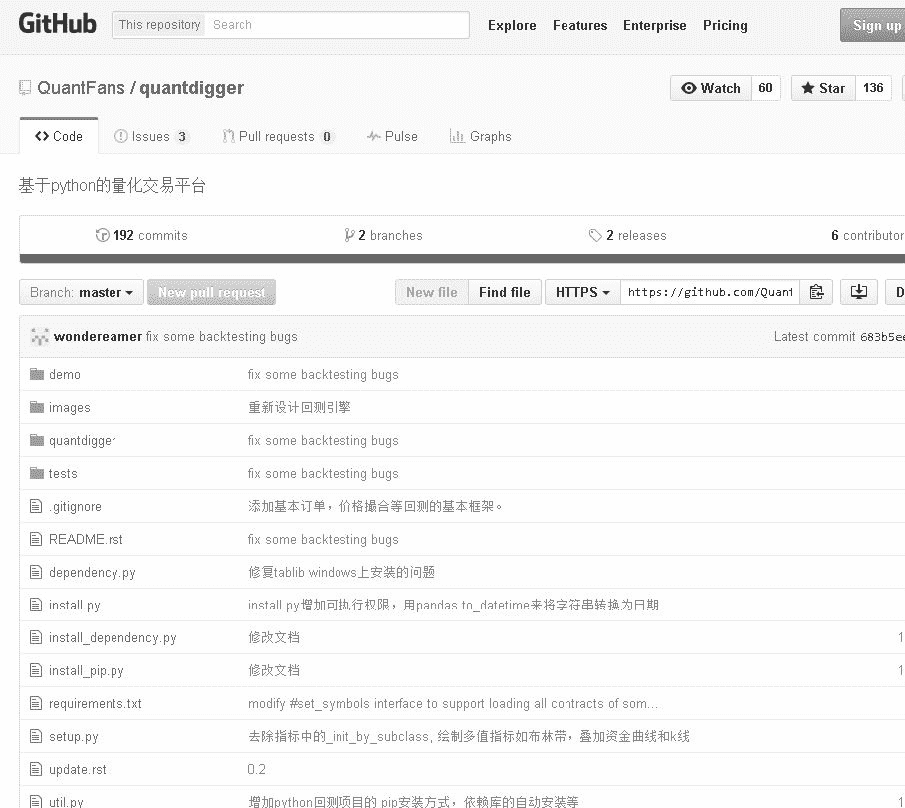 GitHub This repository Search Explore Features Enterprise Pricing Sign up
QuantFans / quantdigger Watch 60 Star 136
Code Issues 3 Pull requests 0 Pulse Graphs
基于python的量化交易平台
192 commits 2 branches 2 releases 6 contributor
Branch: master New pull request New file Find file HTTPS https://github.com/Quant D
wondereamer fix some backtesting bugs Latest commit 683b5ee
demo fix some backtesting bugs
images 重新设计回测引擎
quantdigger fix some backtesting bugs
tests fix some backtesting bugs
.gitignore 添加基本订单，价格撮合等回测的基本框架。
README.rst fix some backtesting bugs
dependency.py 修复tablib windows上安装的问题
install.py install.py增加可执行权限，用pandas to_datetime来将字符串转换为日期
install_dependency.py 修改文档 1
install_pip.py 修改文档 1
requirements.txt modify #set_symbols interface to support loading all contracts of som…
setup.py 去除指标中的_init_by_subclass, 绘制多值指标如布林带，叠加资金曲线和k线
update.rst 0.2
util.py 增加python回测项目的 pip安装方式，依赖库的自动安装等 1